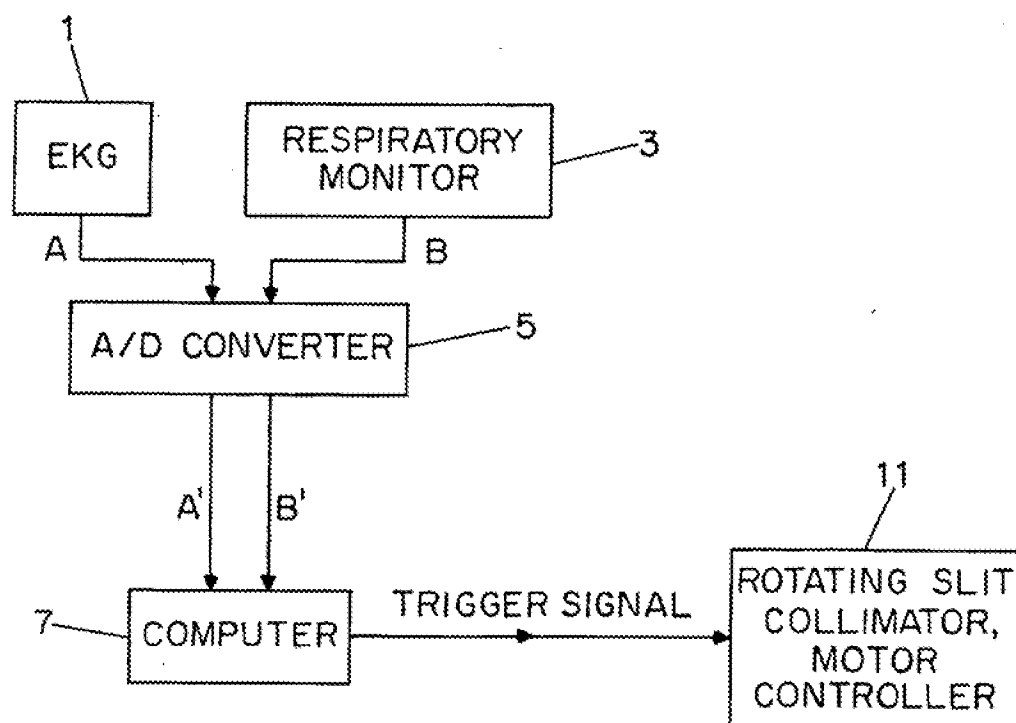 1
EKG
RESPIRATORY
MONITOR
3
A
B
A/D CONVERTER
5
A'
B'
11
7
COMPUTER
TRIGGER SIGNAL
ROTATING SLIT
COLLIMATOR,
MOTOR
CONTROLLER